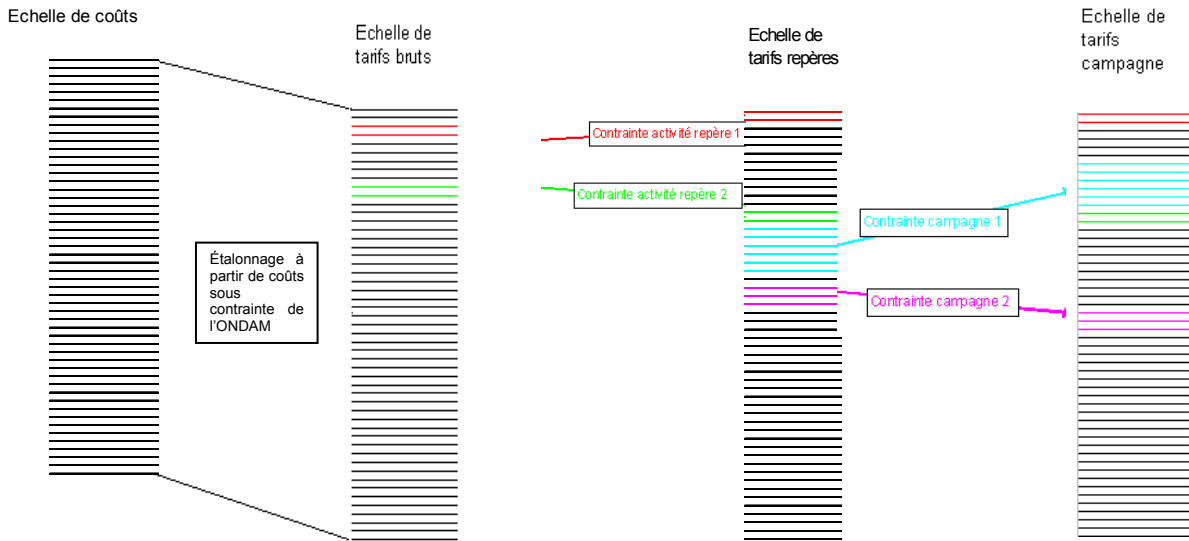 Echelle de coûts
Echelle de
tarifs bruts
Echelle de
tarifs repères
Echelle de
tarifs
campagne
Contrainte activité repère 1
Contrainte activité repère 2
Contrainte campagne 1
Contrainte campagne 2
Étalonnage à
partir de coûts
sous
contrainte de
l'ONDAM